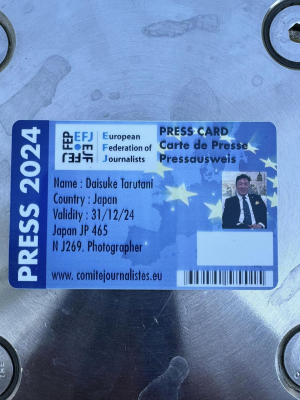 PRESS 2024
EFJ
FEP
European
Federation of
Journalists
PRESS CARD
Carte de Presse
Pressausweis
Name : Daisuke Tarutani
Country : Japan
Validity : 31/12/24
Japan JP 465
N J269. Photographer
www. comitejournalistes.eu